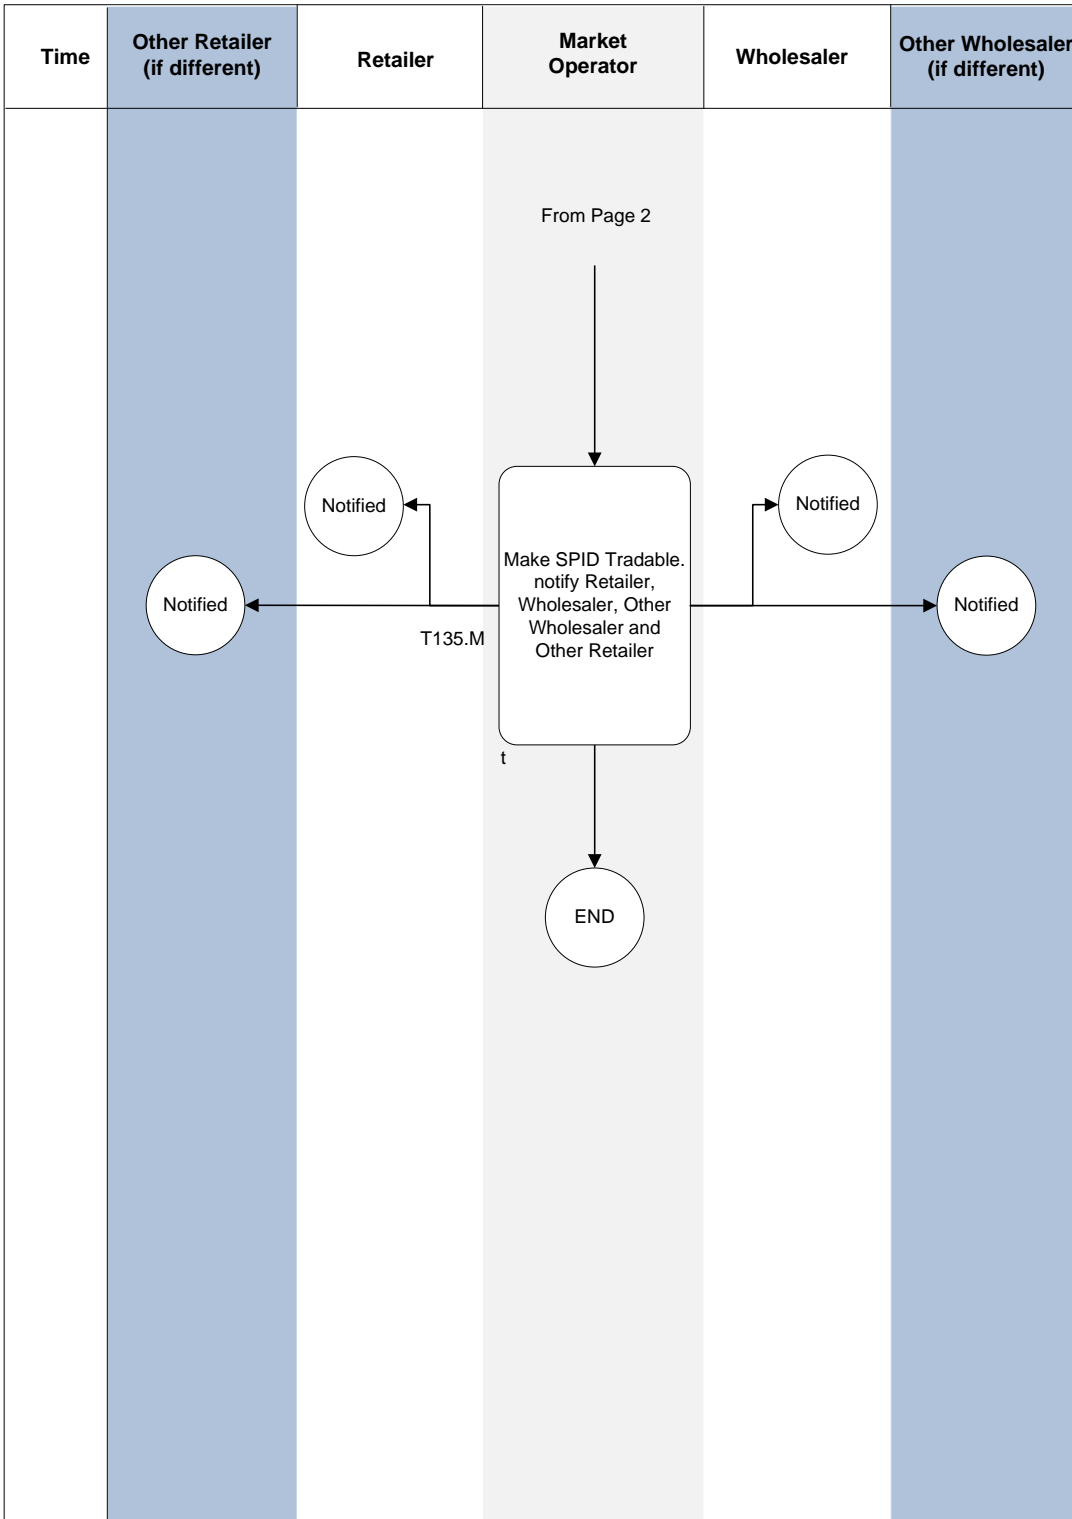 Time
Other Retailer
(if different)
Retailer
Market
Operator
Wholesaler
Other Wholesaler
(if different)
From Page 2
Notified
Notified
Make SPID Tradable.
notify Retailer,
Wholesaler, Other
Wholesaler and
Other Retailer
Notified
Notified
T135.M
t
END